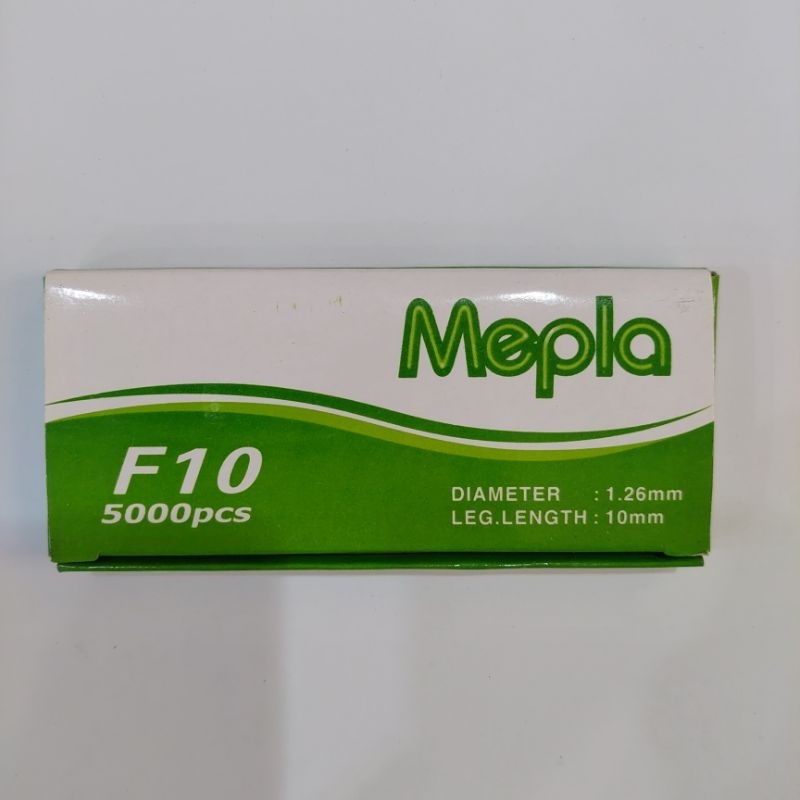 Mepla
F10
5000pcs
DIAMETER : 1.26mm
LEG.LENGTH : 10mm